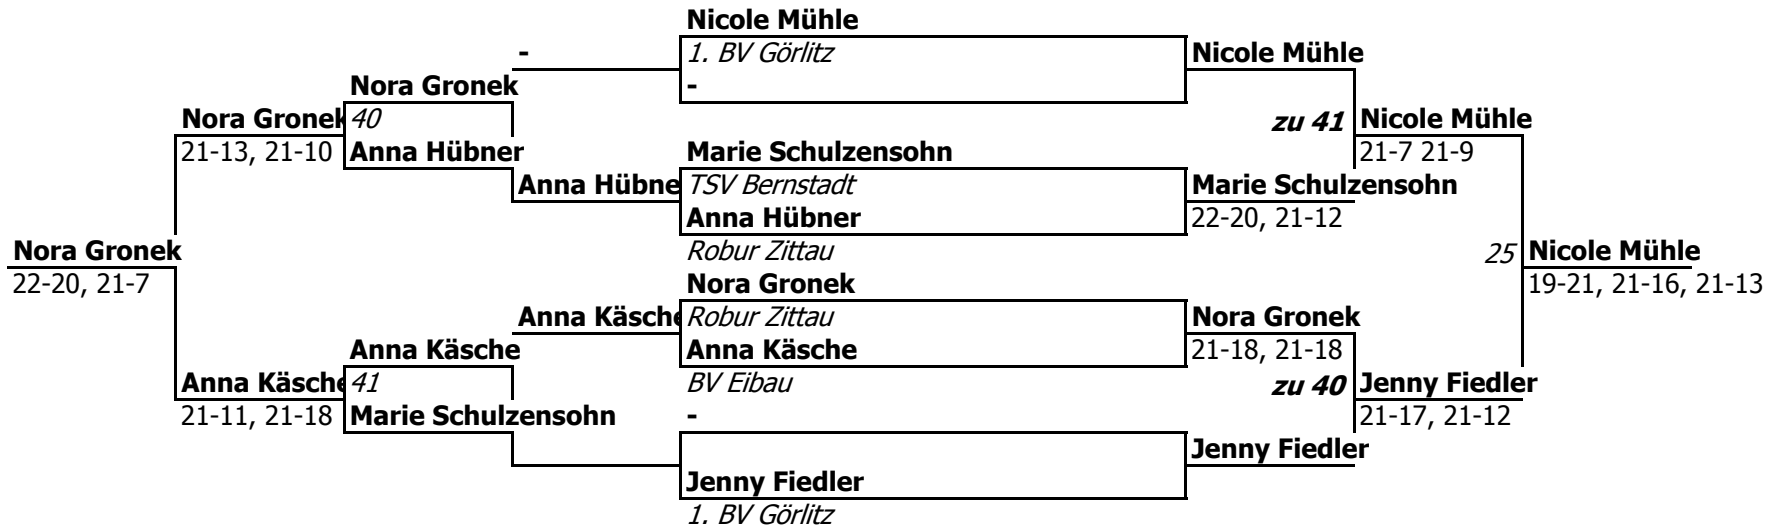 Nicole Mühle
- 1. BV Görlitz Nicole Mühle
Nora Gronek -
Nora Gronek 40 zu 41 Nicole Mühle
21-13, 21-10 Anna Hübner Marie Schulzensohn 21-7 21-9
Anna Hübne TSV Bernstadt Marie Schulzensohn
Anna Hübner 22-20, 21-12
Nora Gronek Robur Zittau 25 Nicole Mühle
22-20, 21-7 Nora Gronek 19-21, 21-16, 21-13
Anna Käsche Robur Zittau Nora Gronek
Anna Käsche Anna Käsche 21-18, 21-18
Anna Käsche 41 BV Eibau zu 40 Jenny Fiedler
21-11, 21-18 Marie Schulzensohn - 21-17, 21-12
Jenny Fiedler
Jenny Fiedler
1. BV Görlitz